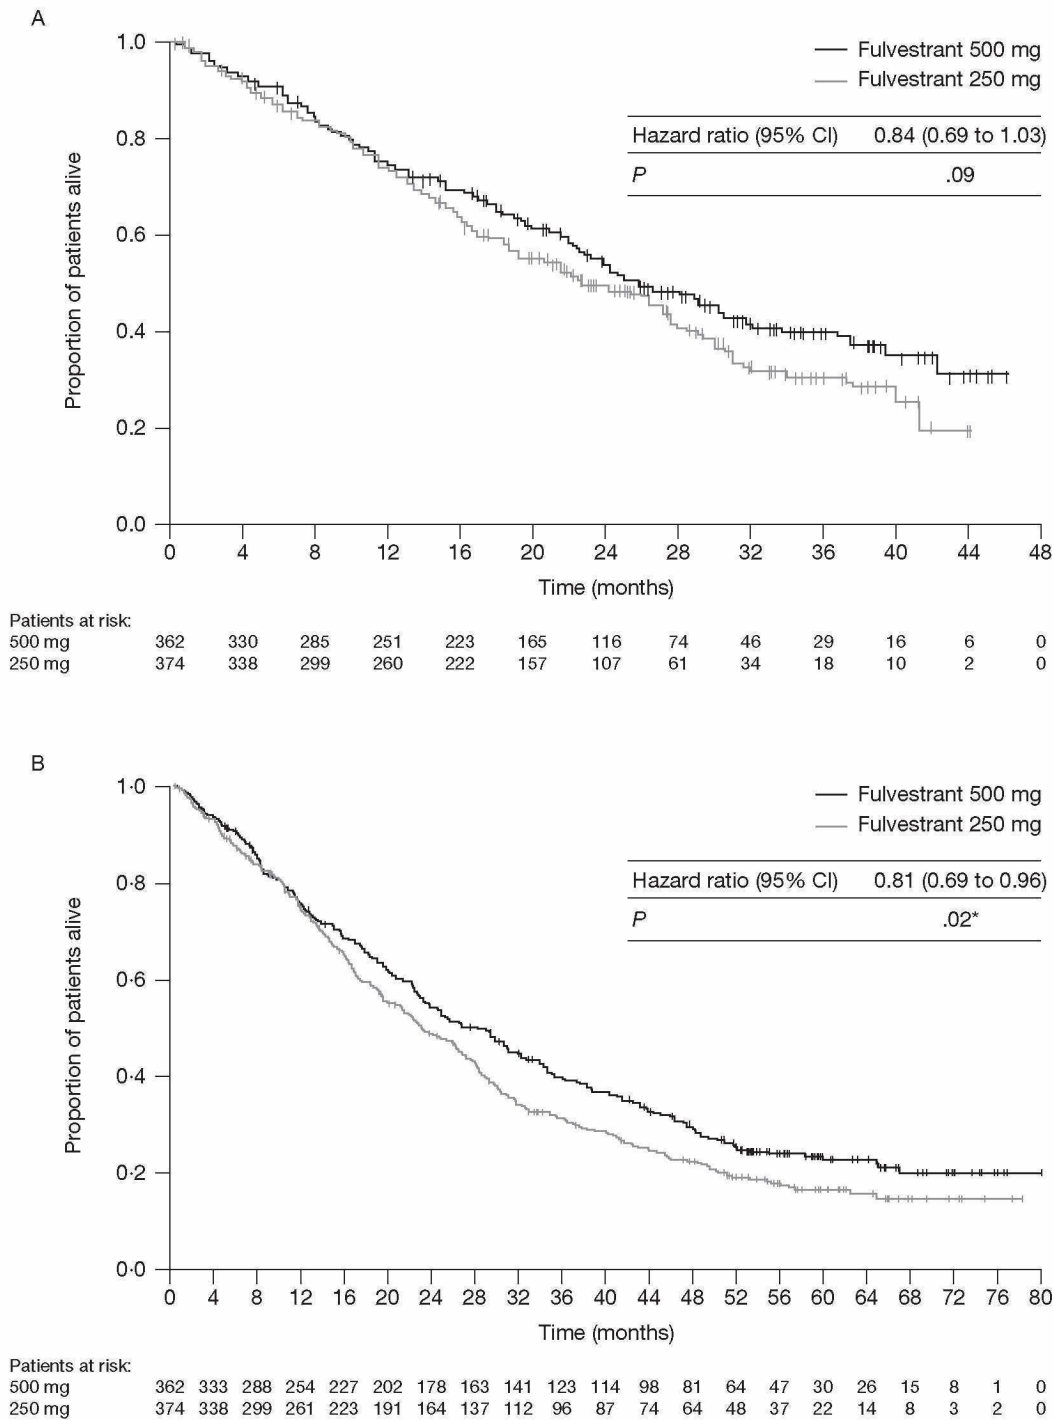 A
1.0
0.8
0.6
0.4
0.2
0.0
Proportion of patients alive
Fulvestrant 500 mg
Fulvestrant 250 mg
Hazard ratio (95% CI) 0.84 (0.69 to 1.03)
P .09
0 4 8 12 16 20 24 28 32 36 40 44 48
Time (months)
Patients at risk:
500 mg 362 330 285 251 223 165 116 74 46 29 16 6 0
250 mg 374 338 299 260 222 157 107 61 34 18 10 2 0
B
1·0
0·8
0·6
0·4
0·2
0·0
Proportion of patients alive
Fulvestrant 500 mg
Fulvestrant 250 mg
Hazard ratio (95% CI) 0.81 (0.69 to 0.96)
P .02*
0 4 8 12 16 20 24 28 32 36 40 44 48 52 56 60 64 68 72 76 80
Time (months)
Patients at risk:
500 mg 362 333 288 254 227 202 178 163 141 123 114 98 81 64 47 30 26 15 8 1 0
250 mg 374 338 299 261 223 191 164 137 112 96 87 74 64 48 37 22 14 8 3 2 0